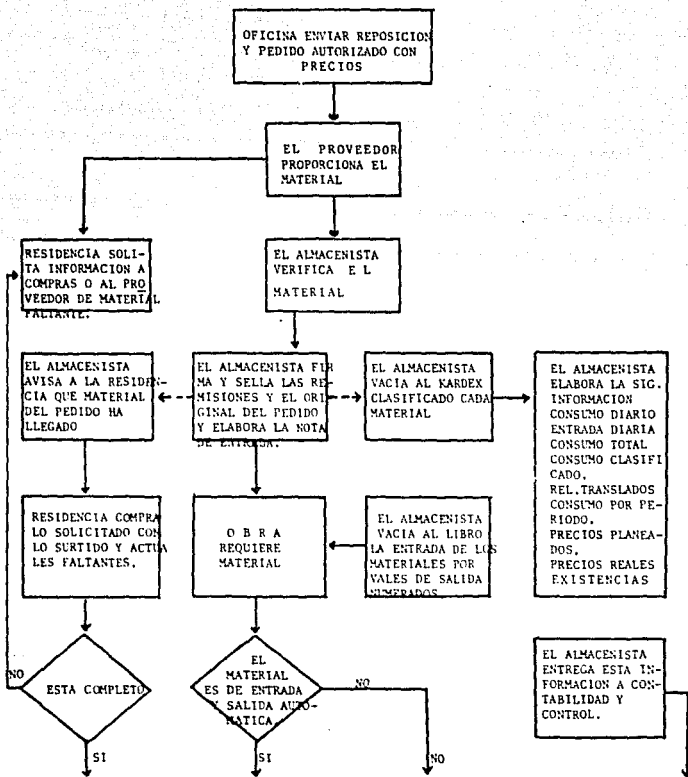 OFICINA ENVIAR REPOSICION
Y PEDIDO AUTORIZADO CON
PRECIOS
EL PROVEEDOR
PROPORCIONA EL
MATERIAL
RESIDENCIA SOLI-
TA INFORMACION A
COMPRAS O AL PRO
VEEDOR DE MATERIAL
FALTANTE.
EL ALMACENISTA
VERIFICA E L
MATERIAL
EL ALMACENISTA
AVISA A LA RESIDEN-
CIA QUE MATERIAL
DEL PEDIDO HA
LLEGADO
EL ALMACENISTA FIR
MA Y SELLA LAS RE-
MISIONES Y EL ORI
GINAL DEL PEDIDO
Y ELABORA LA NOTA
DE ENTRADA.
EL ALMACENISTA
VACIA AL KARDEX
CLASIFICADO CADA
MATERIAL
EL ALMACENISTA
ELABORA LA SIG.
INFORMACION
CONSUMO DIARIO
ENTRADA DIARIA
CONSUMO TOTAL
CONSUMO CLASIFI
CADO.
REL.TRANSLADOS
CONSUMO POR PE-
RIODO.
PRECIOS PLANEA-
DOS.
PRECIOS REALES
EXISTENCIAS
RESIDENCIA COMPRA
LO SOLICITADO CON
LO SURTIDO Y ACTUA
LES FALTANTES.
O B R A
REQUIERE
MATERIAL
EL ALMACENISTA
VACIA AL LIBRO
LA ENTRADA DE LOS
MATERIALES POR
VALES DE SALIDA
NUMERADOS
ESTA COMPLETO
NO
SI
EL
MATERIAL
ES DE ENTRADA
Y SALIDA AUTO-
MATICA.
NO
SI
NO
EL ALMACENISTA
ENTREGA ESTA IN-
FORMACION A CON-
TABILIDAD Y
CONTROL.